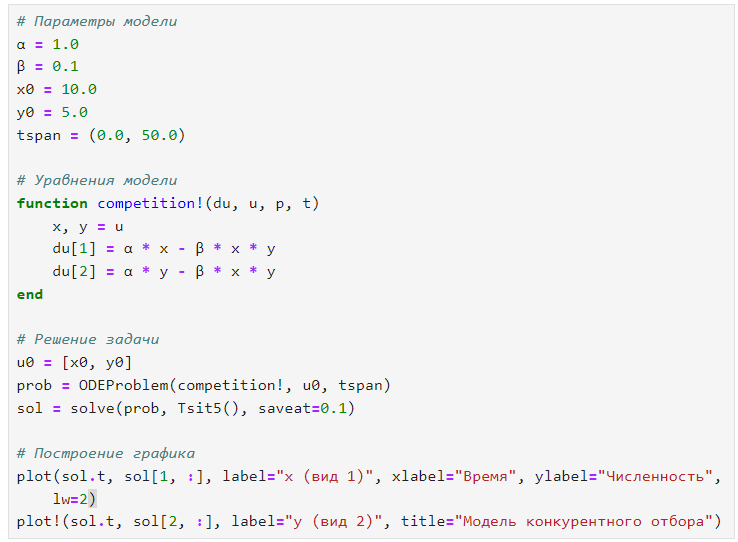 # Параметры модели
α = 1.0
β = 0.1
x0 = 10.0
y0 = 5.0
tspan = (0.0, 50.0)

# Уравнения модели
function competition!(du, u, p, t)
    x, y = u
    du[1] = α * x - β * x * y
    du[2] = α * y - β * x * y
end

# Решение задачи
u0 = [x0, y0]
prob = ODEProblem(competition!, u0, tspan)
sol = solve(prob, Tsit5(), saveat=0.1)

# Построение графика
plot(sol.t, sol[1, :], label="x (вид 1)", xlabel="Время", ylabel="Численность",
    lw=2)
plot!(sol.t, sol[2, :], label="y (вид 2)", title="Модель конкурентного отбора")